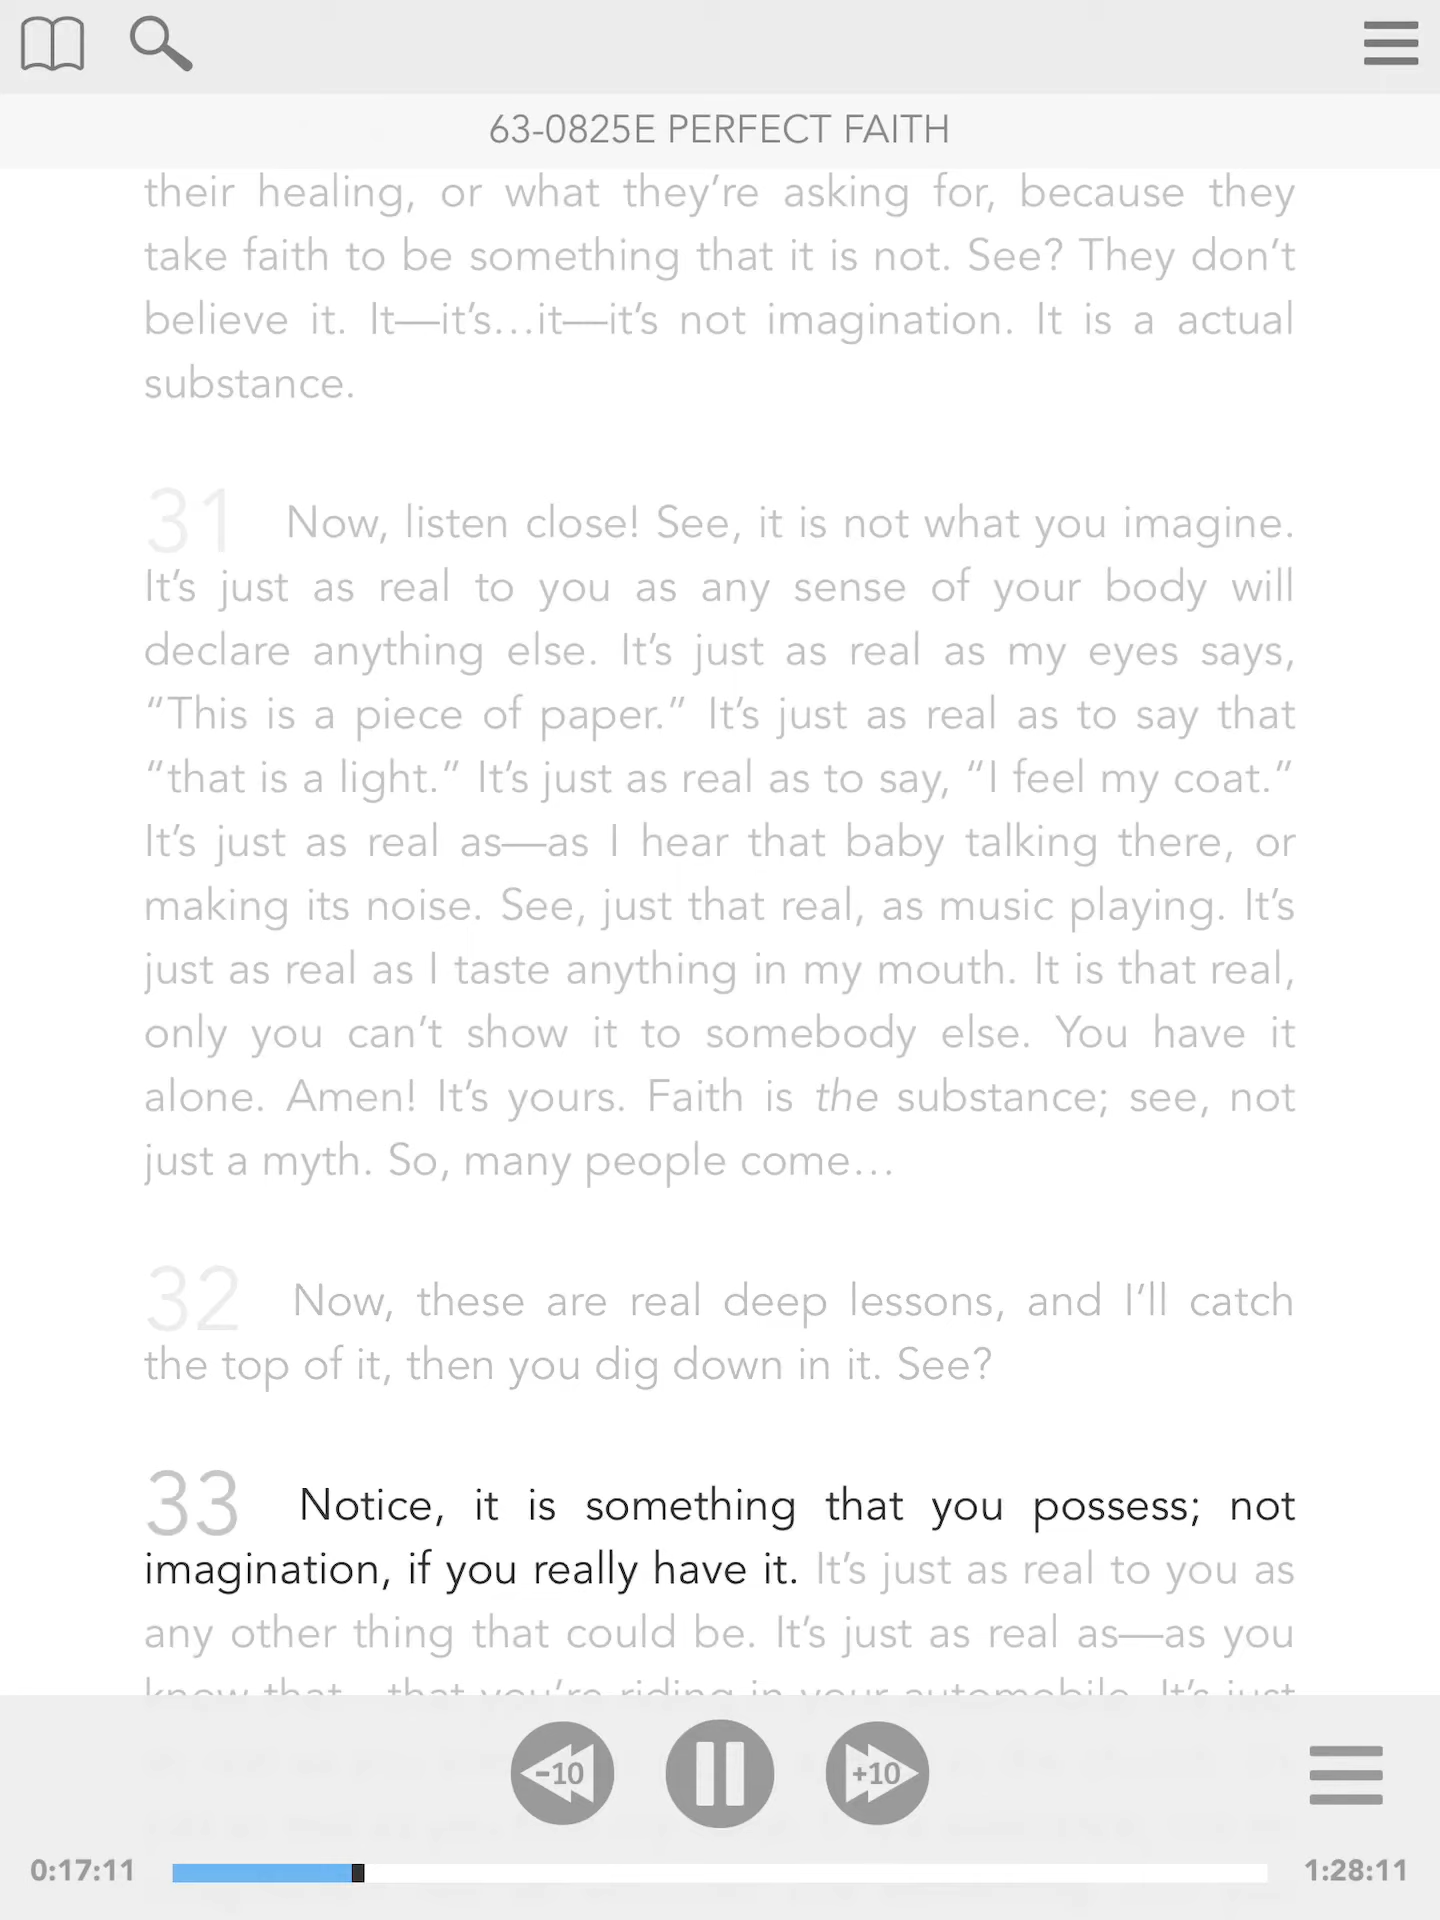 63-0825E PERFECT FAITH
their healing, or what they’re asking for, because they
take faith to be something that it is not. See? They don’t
believe it. It—it’s…it—it’s not imagination. It is a actual
substance.
31 Now, listen close! See, it is not what you imagine.
It’s just as real to you as any sense of your body will
declare anything else. It’s just as real as my eyes says,
“This is a piece of paper.” It’s just as real as to say that
“that is a light.” It’s just as real as to say, “I feel my coat.”
It’s just as real as—as I hear that baby talking there, or
making its noise. See, just that real, as music playing. It’s
just as real as I taste anything in my mouth. It is that real,
only you can’t show it to somebody else. You have it
alone. Amen! It’s yours. Faith is the substance; see, not
just a myth. So, many people come…
32 Now, these are real deep lessons, and I’ll catch
the top of it, then you dig down in it. See?
33 Notice, it is something that you possess; not
imagination, if you really have it. It’s just as real to you as
any other thing that could be. It’s just as real as—as you
know that…that you’re riding in your automobile. It’s just
-10 +10
0:17:11 1:28:11